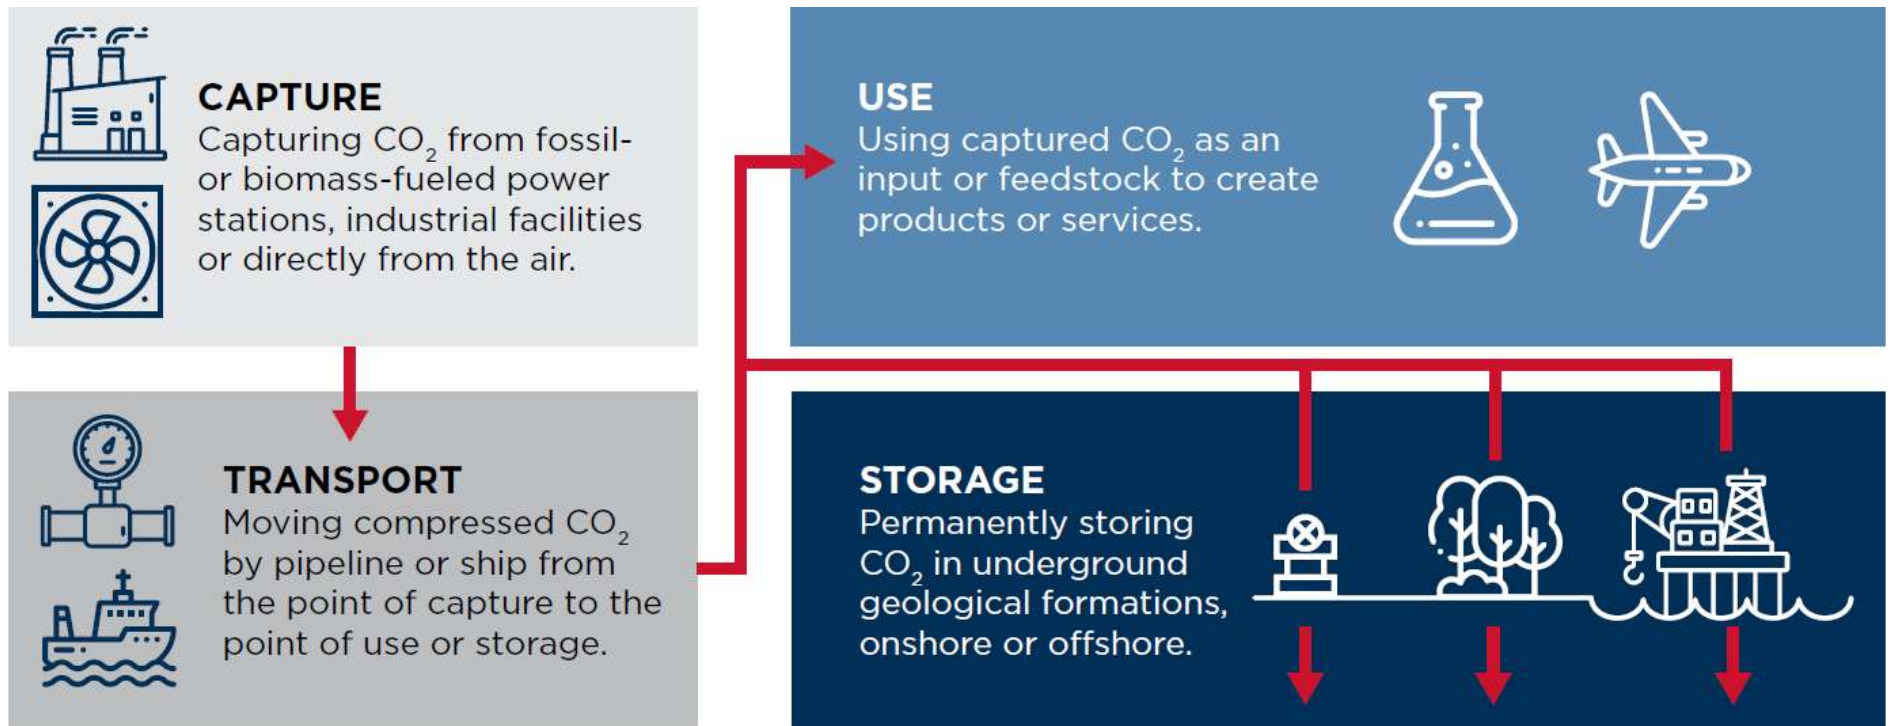 CAPTURE
Capturing CO₂ from fossil-
or biomass-fueled power
stations, industrial facilities
or directly from the air.
USE
Using captured CO₂ as an
input or feedstock to create
products or services.
TRANSPORT
Moving compressed CO₂
by pipeline or ship from
the point of capture to the
point of use or storage.
STORAGE
Permanently storing
CO₂ in underground
geological formations,
onshore or offshore.